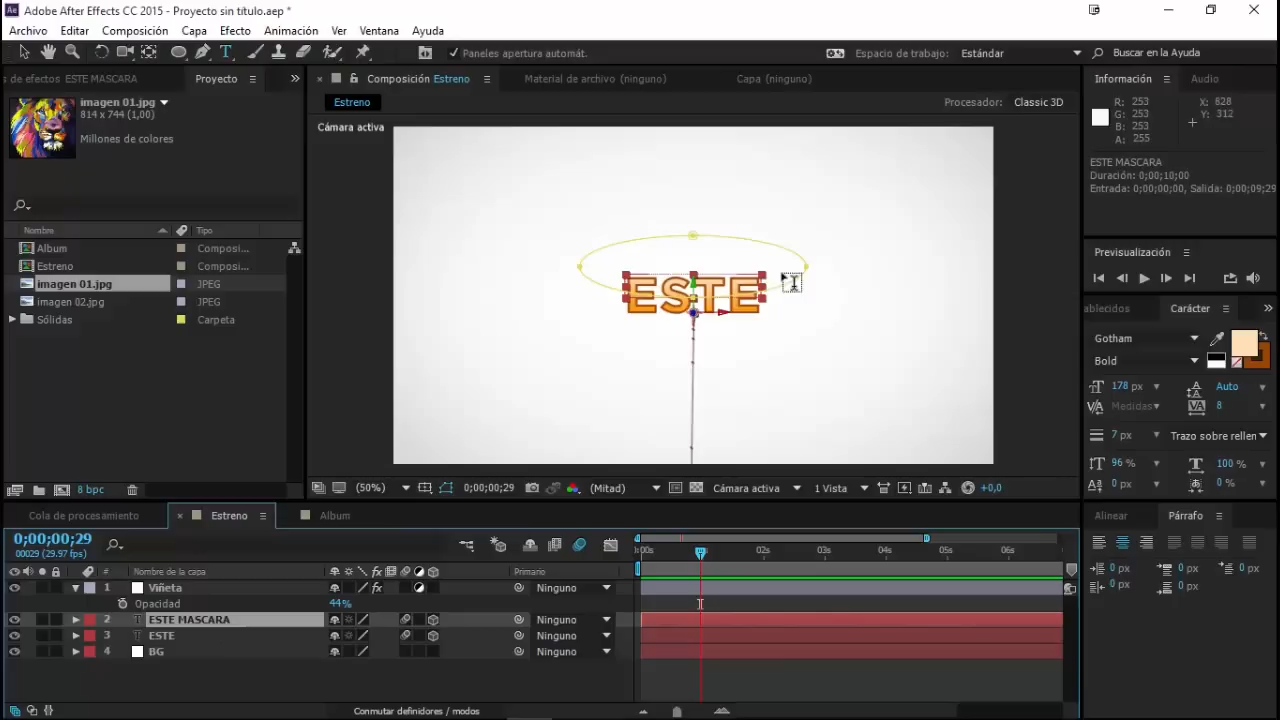 Adobe After Effects CC 2015 - Proyecto sin título.aep *
Archivo Editar Composición Capa Efecto Animación Ver Ventana Ayuda
Paneles apertura automát. Espacio de trabajo: Estándar Buscar en la Ayuda
s de efectos ESTE MASCARA Proyecto
imagen 01.jpg
814 x 744 (1,00)
Millones de colores
Nombre Tipo
Album Composi...
Estreno Composi...
imagen 01.jpg JPEG
imagen 02.jpg JPEG
Sólidas Carpeta
8 bpc
Composición Estreno Material de archivo (ninguno) Capa (ninguno)
Estreno Procesador: Classic 3D
Cámara activa
ESTE
(50%) 0;00;00;29 (Mitad) Cámara activa 1 Vista +0,0
Información Audio
R: 253 X: 628
G: 253 Y: 312
B: 253
A: 255
ESTE MASCARA
Duración: 0;00;10;00
Entrada: 0;00;00;00, Salida: 0;00;09;29
Previsualización
ablecidos Carácter
Gotham
Bold
178 px Auto
Medidas 8
7 px Trazo sobre rellen
96 % 100 %
0 px 0 %
Alinear Párrafo
0 px 0 px 0 px
0 px 0 px
Cola de procesamiento Estreno Album
0;00;00;29
00029 (29.97 fps)
# Nombre de la capa Primario
1 Viñeta Ninguno
Opacidad 44%
2 ESTE MASCARA Ninguno
3 ESTE Ninguno
4 BG Ninguno
02s 03s 04s 05s 06s
Conmutar definidores / modos